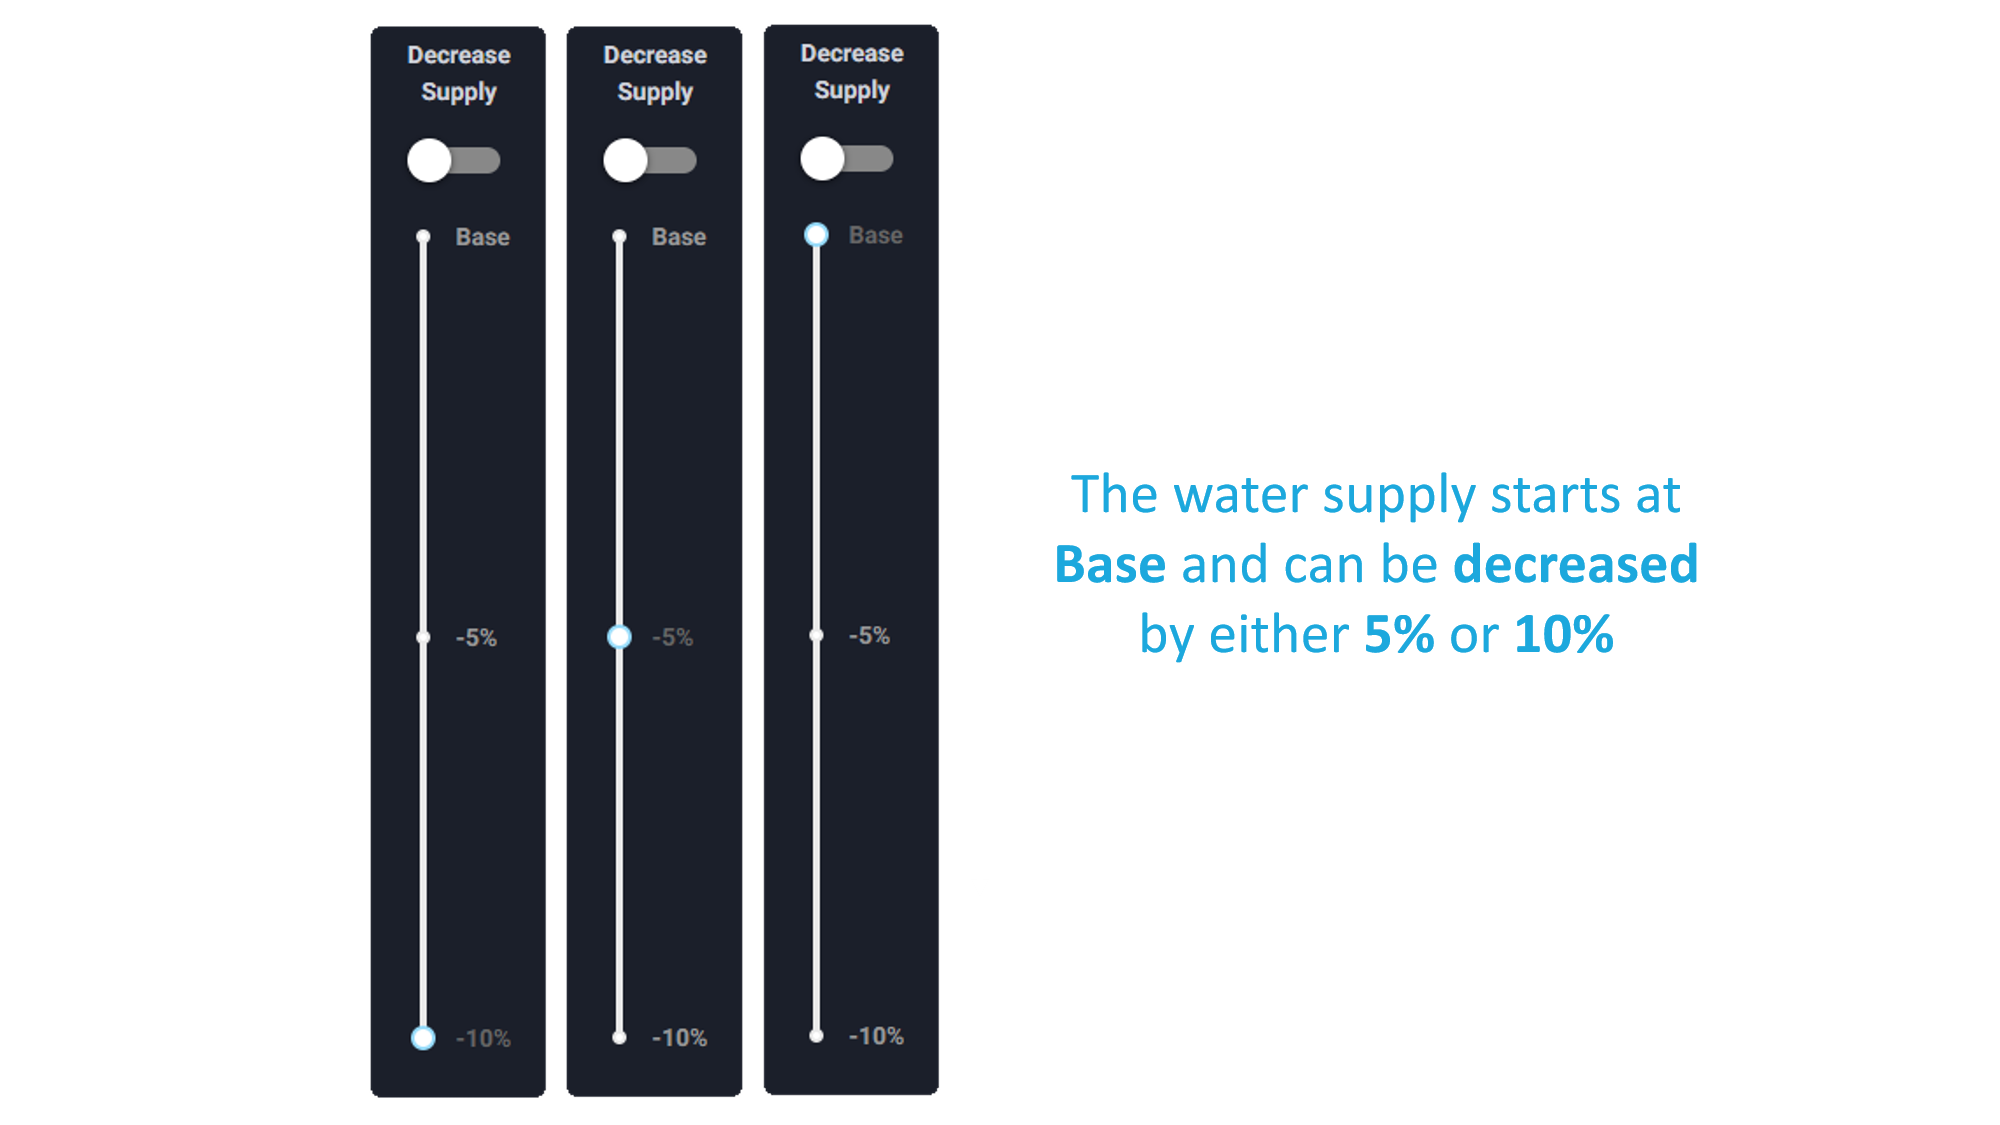 Decrease
Supply
Base
-5%
-10%
Decrease
Supply
Base
-5%
-10%
Decrease
Supply
Base
-5%
-10%
The water supply starts at
Base and can be decreased
by either 5% or 10%